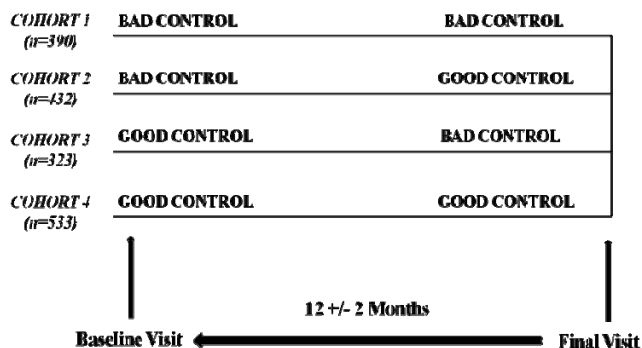 COHORT 1 BAD CONTROL BAD CONTROL
(n=390)
COHORT 2 BAD CONTROL GOOD CONTROL
(n=432)
COHORT 3 GOOD CONTROL BAD CONTROL
(n=323)
COHORT 4 GOOD CONTROL GOOD CONTROL
(n=533)
12 +/- 2 Months
Baseline Visit Final Visit